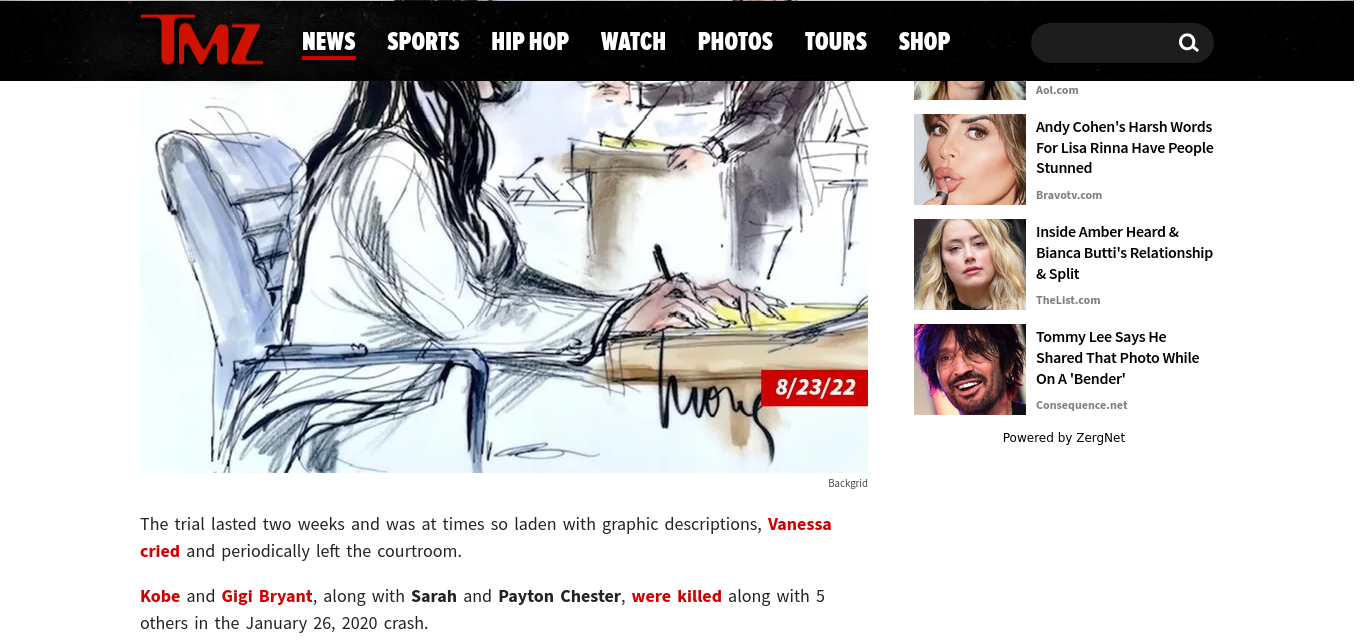 TMZ
NEWS SPORTS HIP HOP WATCH PHOTOS TOURS SHOP
8/23/22
Backgrid
The trial lasted two weeks and was at times so laden with graphic descriptions, Vanessa
cried and periodically left the courtroom.
Kobe and Gigi Bryant, along with Sarah and Payton Chester, were killed along with 5
others in the January 26, 2020 crash.
Aol.com
Andy Cohen's Harsh Words
For Lisa Rinna Have People
Stunned
Bravotv.com
Inside Amber Heard &
Bianca Butti's Relationship
& Split
TheList.com
Tommy Lee Says He
Shared That Photo While
On A 'Bender'
Consequence.net
Powered by ZergNet